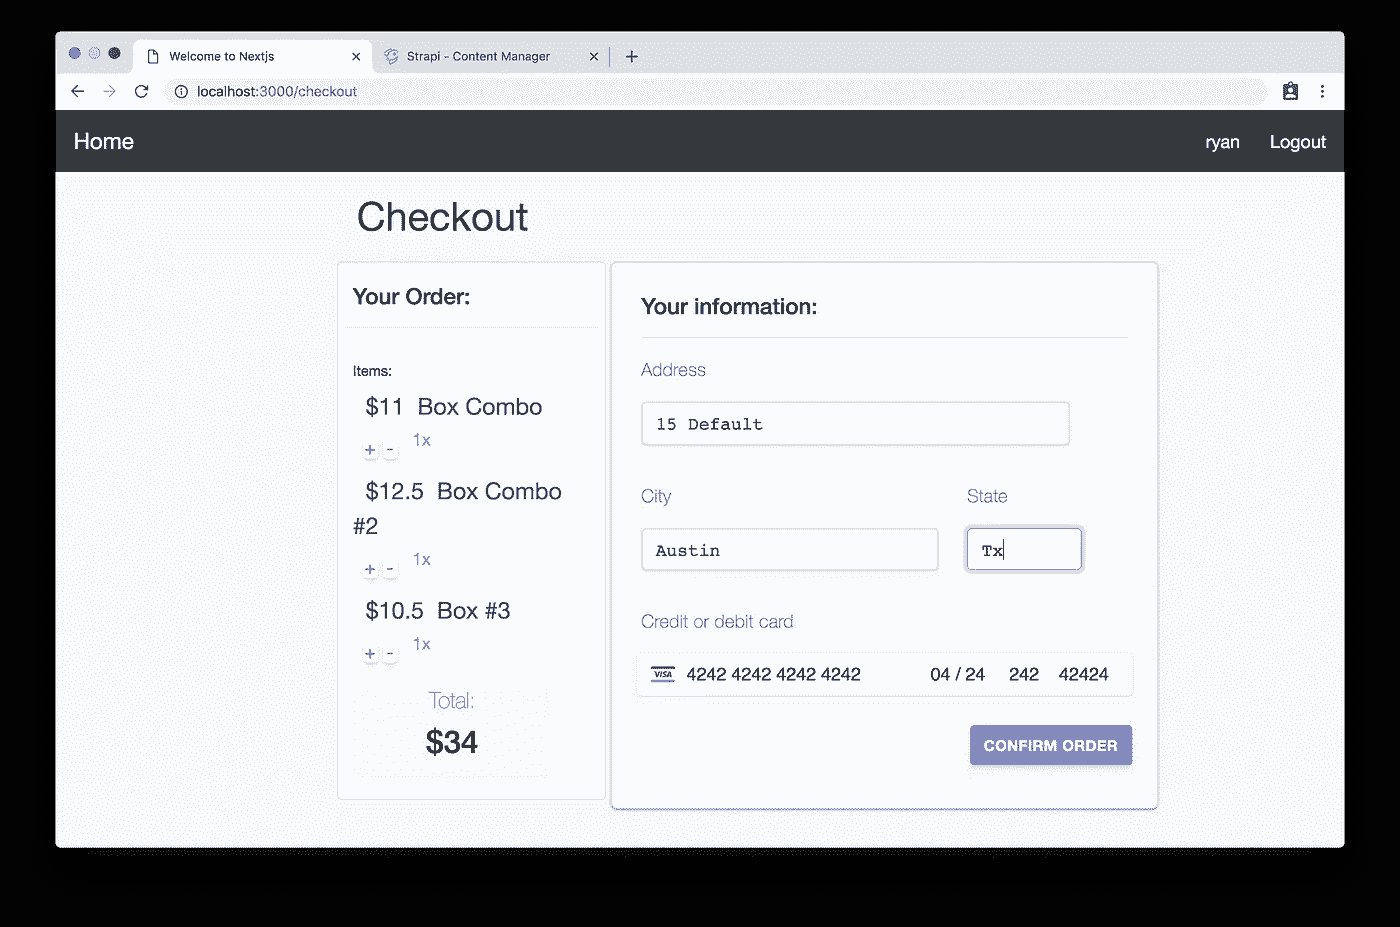 Welcome to Nextjs
Strapi - Content Manager
localhost:3000/checkout
Home
ryan Logout
Checkout
Your Order:
Items:
$11 Box Combo
+ - 1x
$12.5 Box Combo
#2
+ - 1x
$10.5 Box #3
+ - 1x
Total:
$34
Your information:
Address
15 Default
City
State
Austin
Tx
Credit or debit card
VISA 4242 4242 4242 4242 04 / 24 242 42424
CONFIRM ORDER